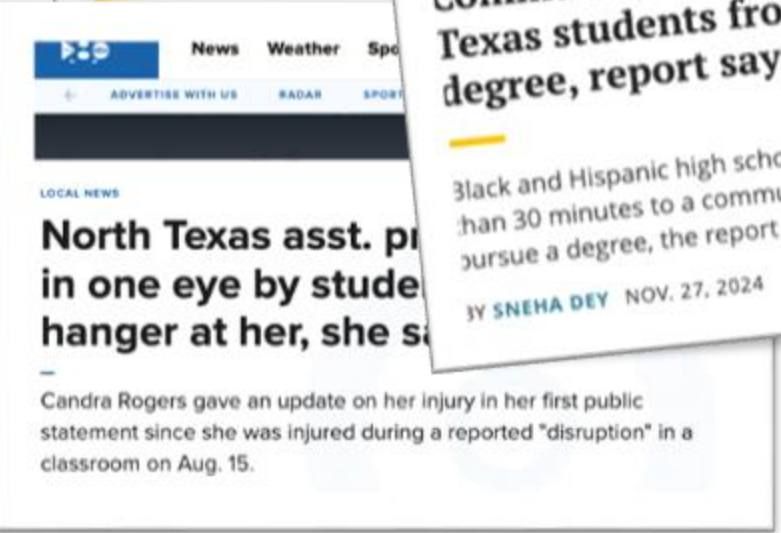 News Weather
ADVERTISE WITH US RADAR
LOCAL NEWS
North Texas asst.
in one eye by
hanger at her, she
Candra Rogers gave an update on her injury in her first public
statement since she was injured during a reported "disruption" in a
classroom on Aug. 15.
Texas students
degree, report say
Black and Hispanic high
than 30 minutes to a
pursue a degree, the report
BY SNEHA DEY NOV. 27, 2024